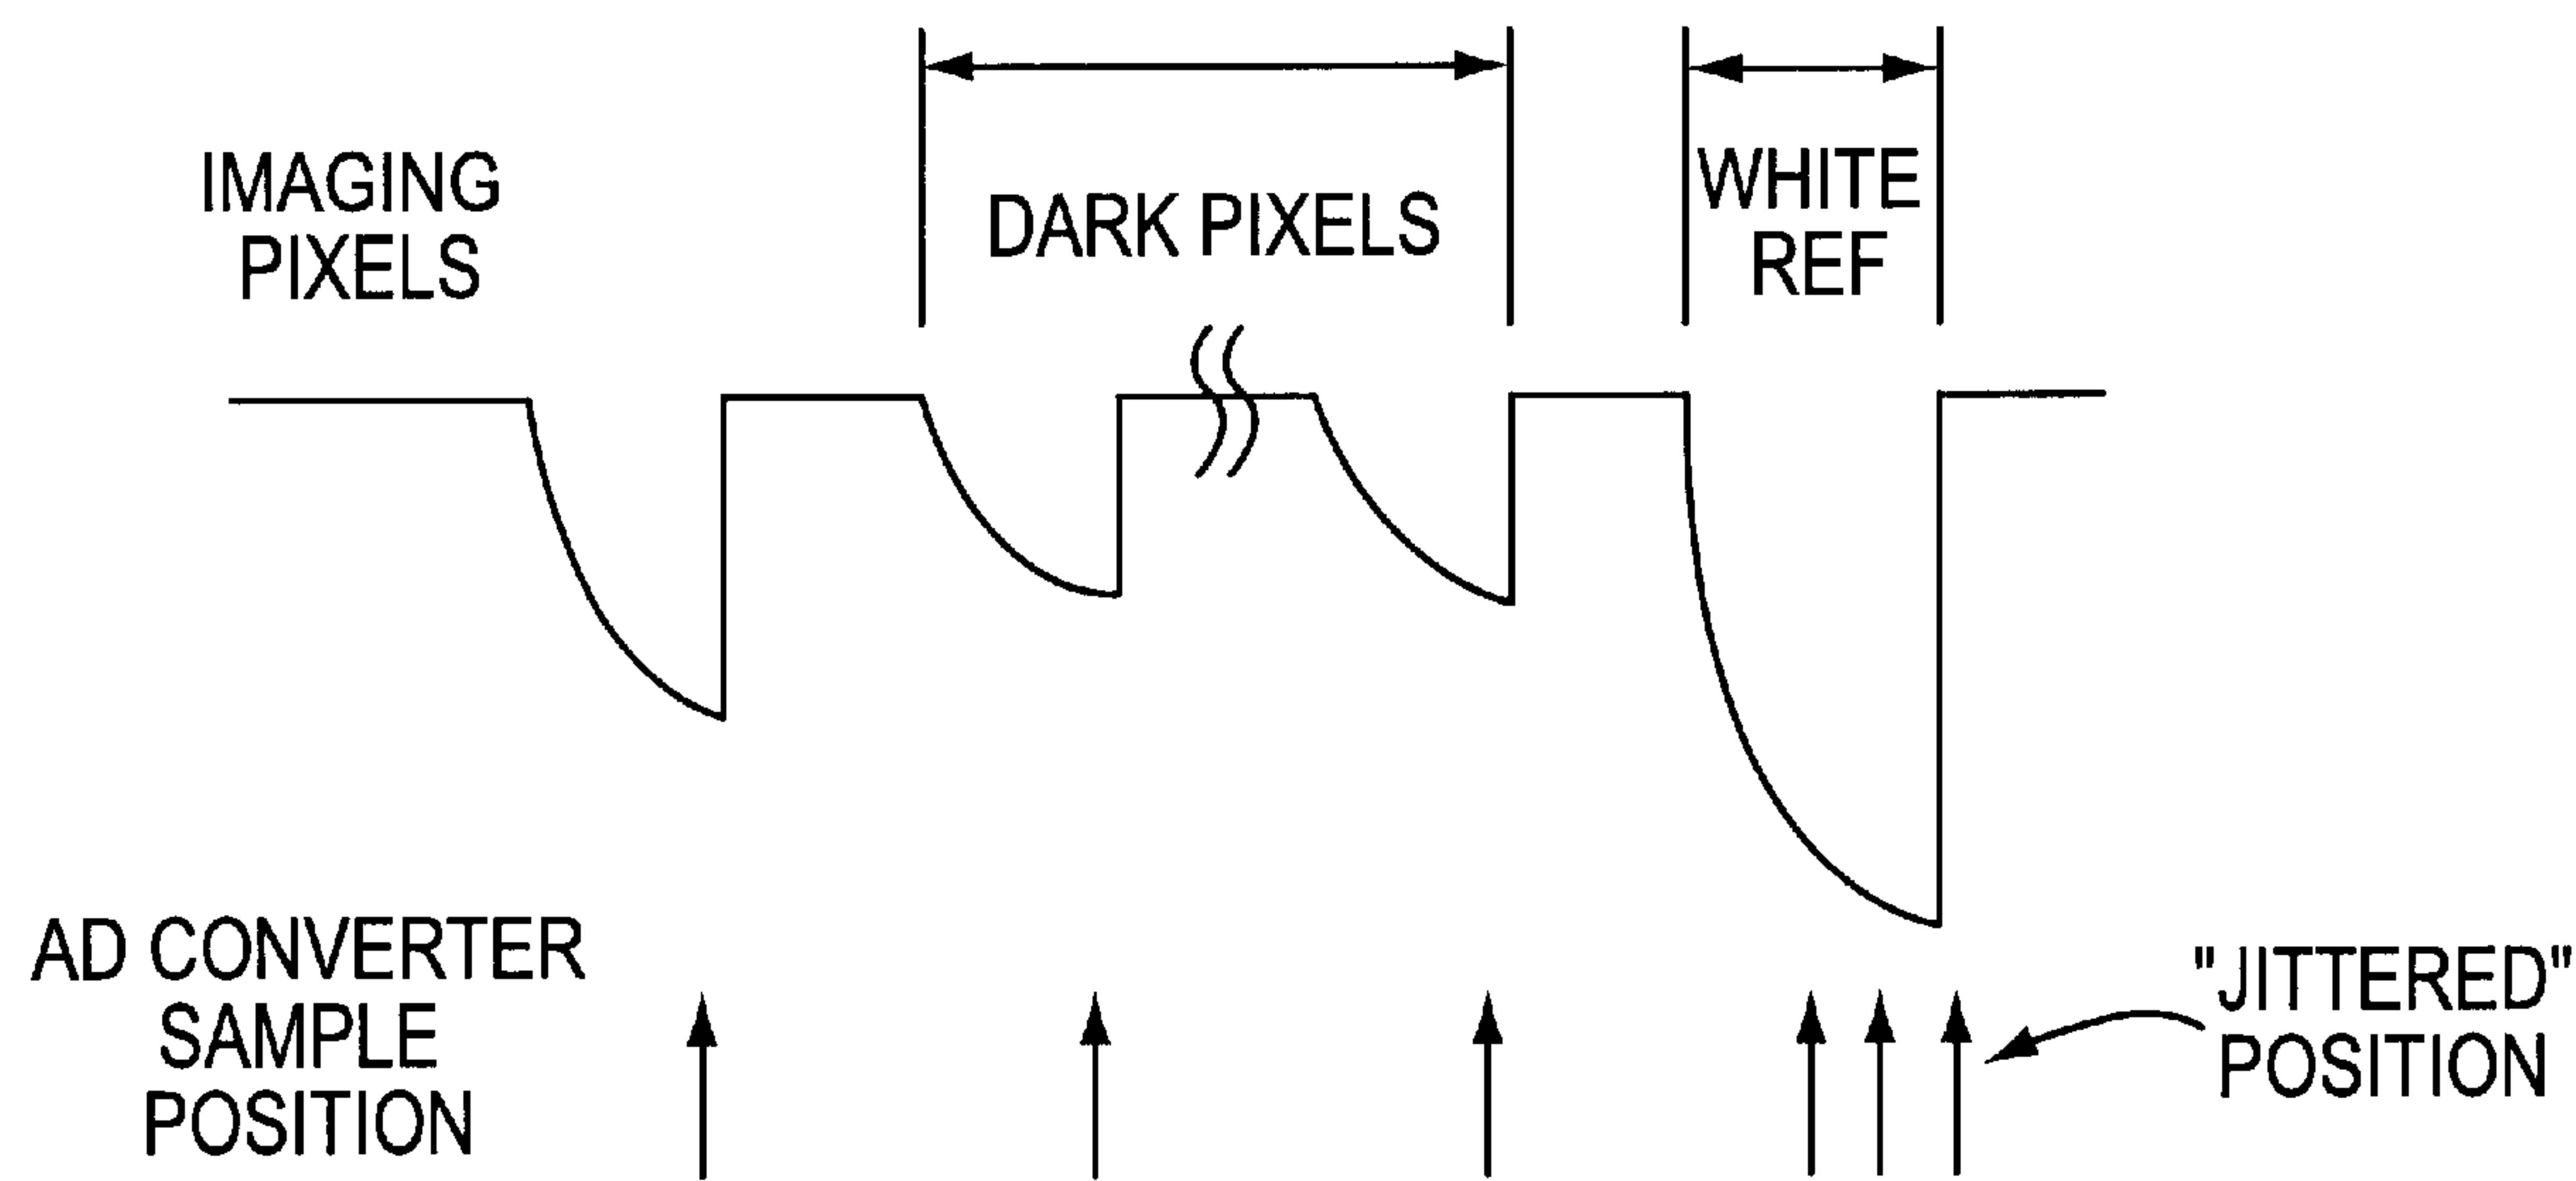 IMAGING
PIXELS
DARK PIXELS
WHITE
REF
AD CONVERTER
SAMPLE
POSITION
"JITTERED"
POSITION